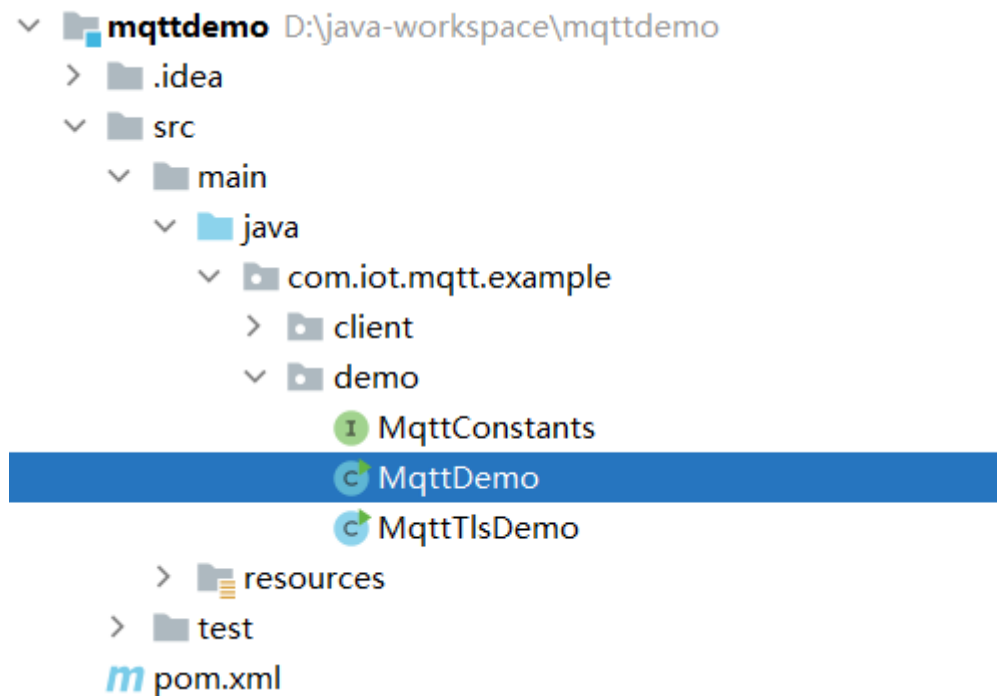 mqttdemo D:\java-workspace\mqttdemo
.idea
src
main
java
com.iot.mqtt.example
client
demo
I MqttConstants
C MqttDemo
C MqttTlsDemo
resources
test
m pom.xml